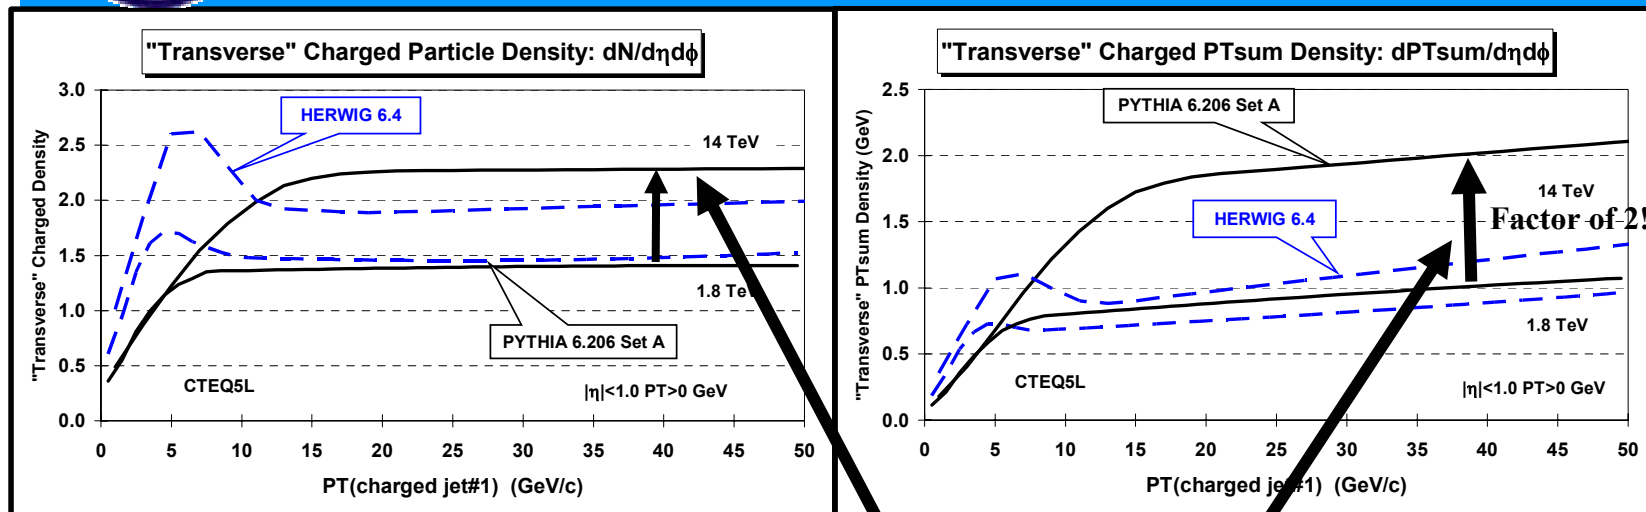 "Transverse" Charged Particle Density: dN/dηdϕ
3.0
2.5
2.0
1.5
1.0
0.5
0.0
"Transverse" Charged Density
HERWIG 6.4
14 TeV
1.8 TeV
PYTHIA 6.206 Set A
CTEQ5L
|η|<1.0 PT>0 GeV
0 5 10 15 20 25 30 35 40 45 50
PT(charged jet#1) (GeV/c)
"Transverse" Charged PTsum Density: dPTsum/dηdϕ
2.5
2.0
1.5
1.0
0.5
0.0
"Transverse" PTsum Density (GeV)
PYTHIA 6.206 Set A
14 TeV
Factor of 2!
HERWIG 6.4
1.8 TeV
CTEQ5L
|η|<1.0 PT>0 GeV
0 5 10 15 20 25 30 35 40 45 50
PT(charged jet#1) (GeV/c)